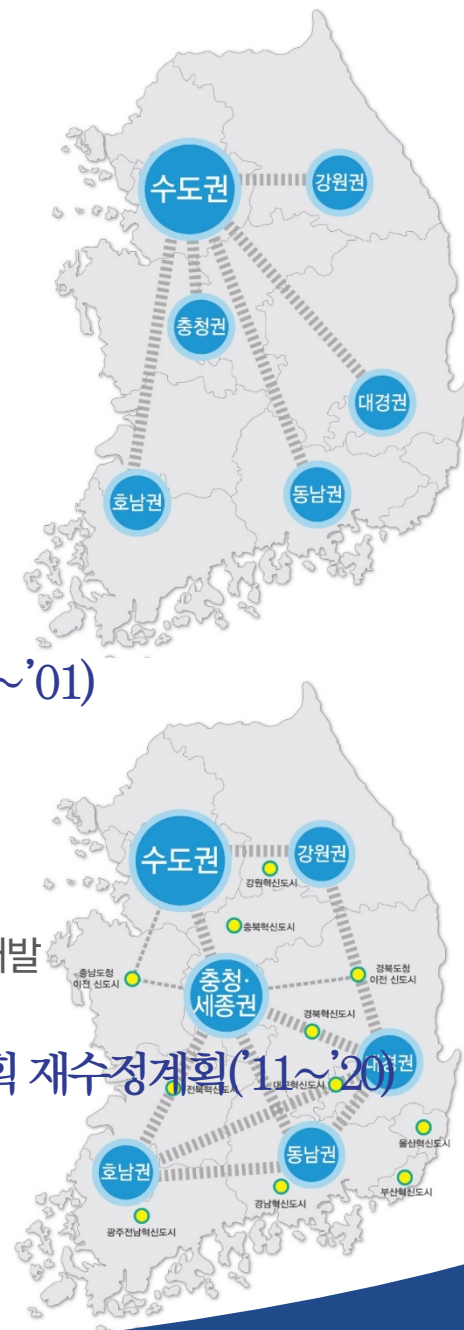 수도권
강원권
충청권
대경권
호남권
동남권
~’01)
수도권
강원권
강원혁신도시
충북혁신도시
개발
충남도청
이전 신도시
충청·
세종권
경북도청
이전 신도시
경북혁신도시
대경권
획 재수정계획(’11~’20)
전북혁신도시
대구혁신도시
울산혁신도시
호남권
동남권
부산혁신도시
경남혁신도시
광주전남혁신도시